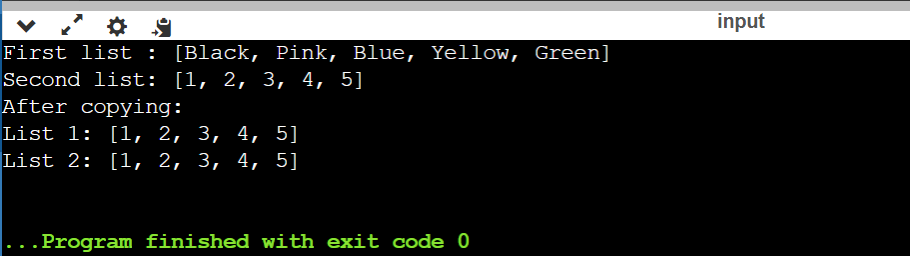 input
First list : [Black, Pink, Blue, Yellow, Green]
Second list: [1, 2, 3, 4, 5]
After copying:
List 1: [1, 2, 3, 4, 5]
List 2: [1, 2, 3, 4, 5]
...Program finished with exit code 0